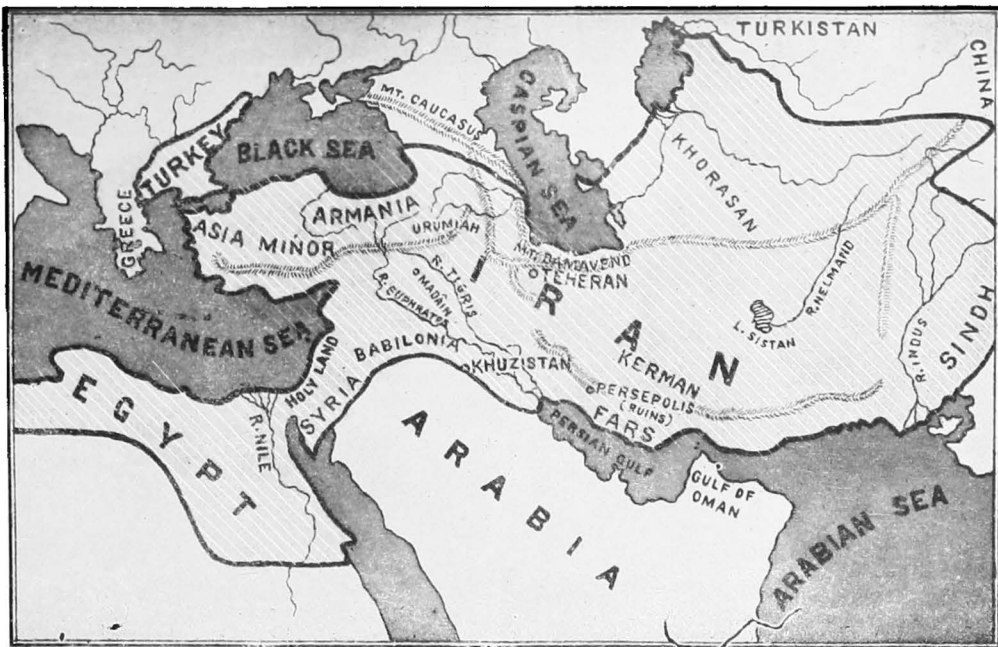 TURKISTAN
CHINA
MT. CAUCASUS
CASPIAN SEA
TURKEY
BLACK SEA
KHORASAN
GREECE
ARMANIA
URUMIAH
ASIA MINOR
MT. DAMAVEND
TEHERAN
R. TIGRIS
MADAIN
R. EUPHRATES
R. HELMAND
MEDITERRANEAN SEA
IRAN
L. SISTAN
R. INDUS
SINDH
BABILONIA
KHUZISTAN
KERMAN
HOLY LAND
SYRIA
PERSEPOLIS
(RUINS)
FARS
EGYPT
R. NILE
ARABIA
PERSIAN GULF
GULF OF
OMAN
ARABIAN SEA